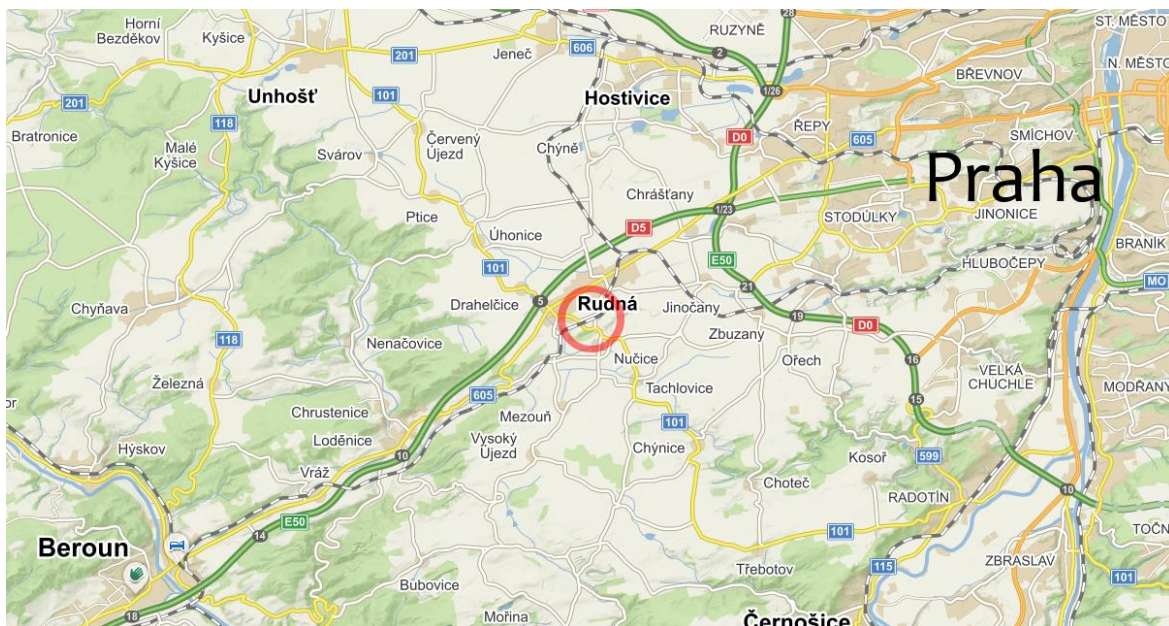 Horní
Bezděkov
Kyšice
201
Jeneč
606
RUZYNĚ
28
2
ST. MĚSTO
N. MĚSTO
BŘEVNOV
201
101
Unhošť
Hostivice
1/26
Bratronice
118
Malé
Kyšice
Svárov
Červený
Újezd
Chýně
D0
ŘEPY
605
SMÍCHOV
Praha
Chrášťany
1/23
Ptice
Úhonice
D5
STODŮLKY
JINONICE
BRANÍK
HLUBOČEPY
E50
101
MO
21
Chyňava
Drahelčice
5
Rudná
Jinočany
19
D0
Zbuzany
118
Nenačovice
Nučice
Ořech
16
VELKÁ
CHUCHLE
MODŘANY
Železná
605
Tachlovice
15
Chrustenice
Mezouň
101
Hýskov
Loděnice
10
Vysoký
Újezd
Chýnice
Kosoř
599
Vráž
Choteč
RADOTÍN
10
E50
14
101
TOČN
Beroun
ZBRASLAV
Třebotov
115
101
Bubovice
18
Mořina
Černošice